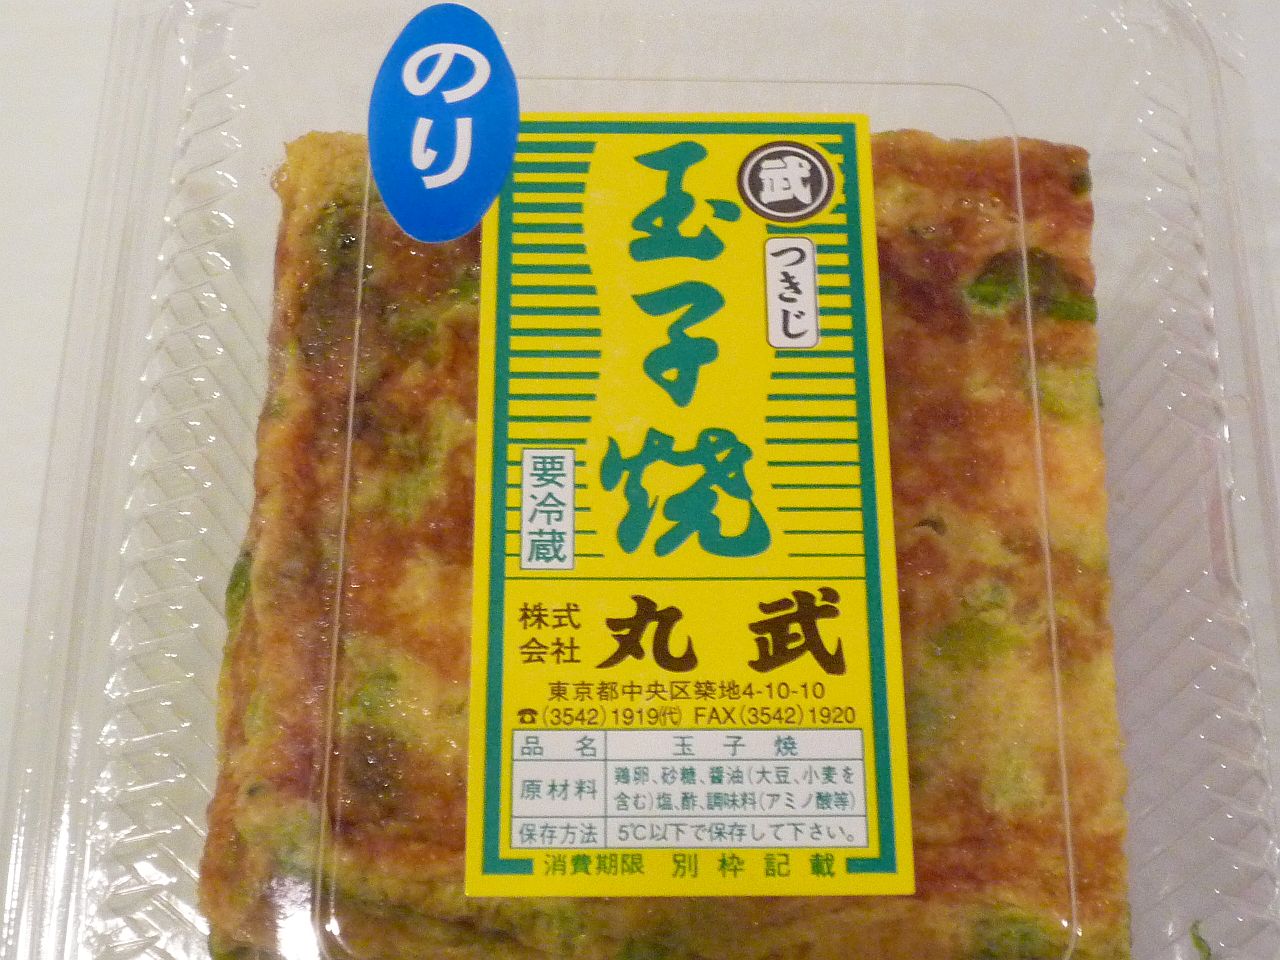 のり
武
つきじ
玉子焼
要冷蔵
株式会社 丸武
東京都中央区築地4-10-10
☎(3542)1919㈹ FAX(3542)1920
品名 玉子焼
原材料 鶏卵、砂糖、醤油(大豆、小麦を
含む)塩、酢、調味料(アミノ酸等)
保存方法 5℃以下で保存して下さい。
消費期限 別枠記載